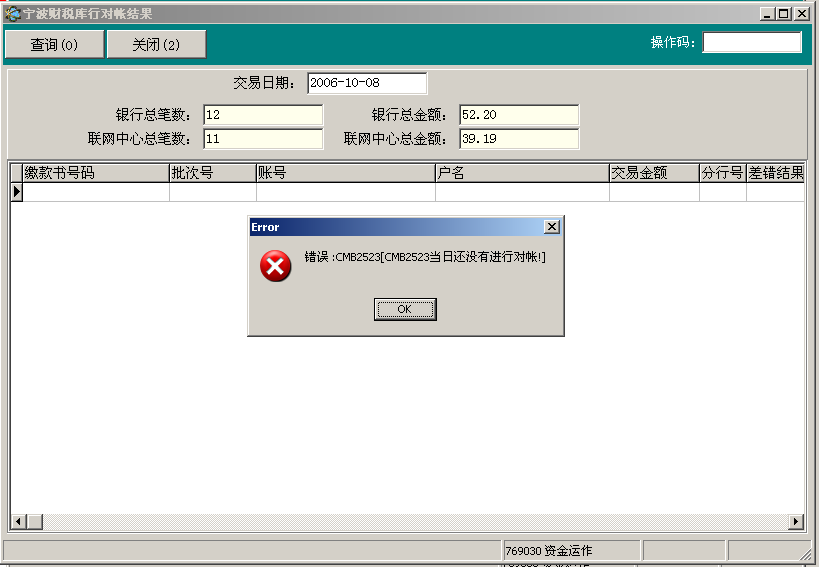 宁波财税库行对帐结果
查询(0) 关闭(2) 操作码：
交易日期： 2006-10-08
银行总笔数： 12 银行总金额： 52.20
联网中心总笔数： 11 联网中心总金额： 39.19
缴款书号码 批次号 账号 户名 交易金额 分行号 差错结果
Error
错误 :CMB2523[CMB2523当日还没有进行对帐!]
OK
769030 资金运作